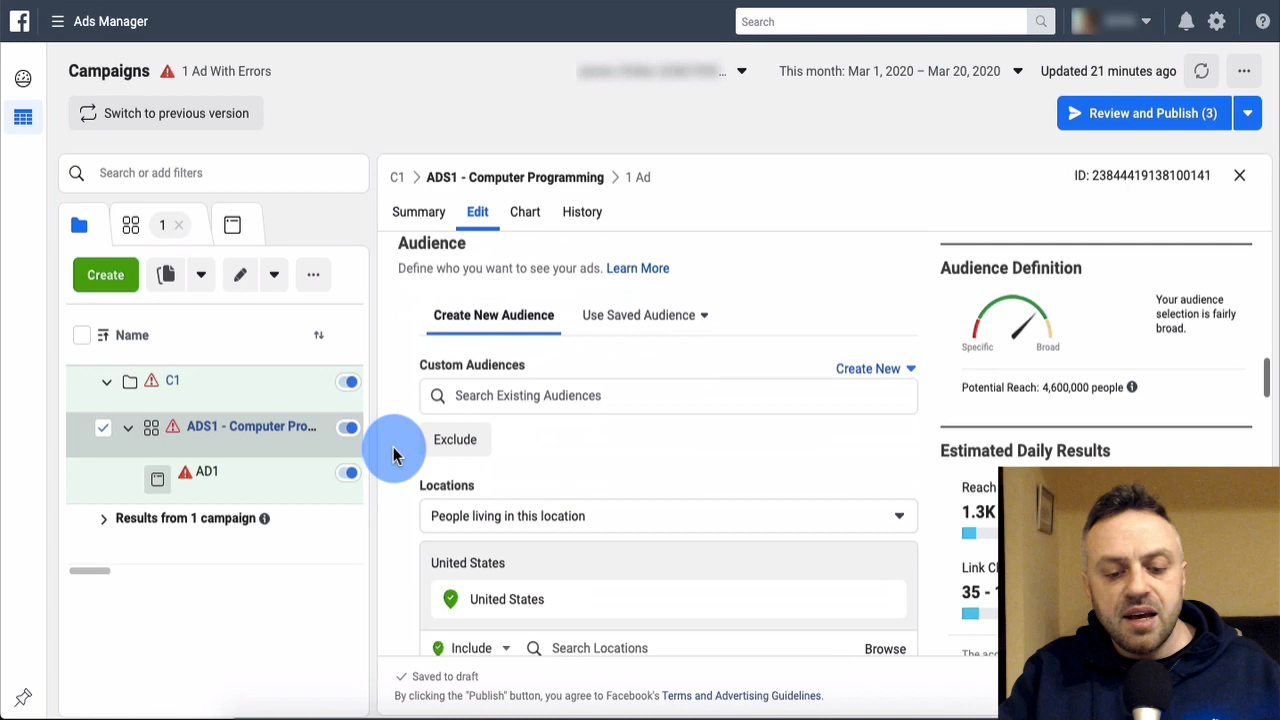 Ads Manager
Search
Campaigns
1 Ad With Errors
This month: Mar 1, 2020 – Mar 20, 2020
Updated 21 minutes ago
Switch to previous version
Review and Publish (3)
Search or add filters
C1 > ADS1 - Computer Programming > 1 Ad
ID: 23844419138100141
1
Summary
Edit
Chart
History
Create
Name
C1
ADS1 - Computer Pro...
AD1
Results from 1 campaign
Audience
Define who you want to see your ads. Learn More
Create New Audience
Use Saved Audience
Custom Audiences
Create New
Search Existing Audiences
Exclude
Locations
People living in this location
United States
United States
Include
Search Locations
Browse
Saved to draft
By clicking the "Publish" button, you agree to Facebook's Terms and Advertising Guidelines.
Audience Definition
Specific
Broad
Your audience
selection is fairly
broad.
Potential Reach: 4,600,000 people
Estimated Daily Results
Reach
1.3K
Link
35 -
The